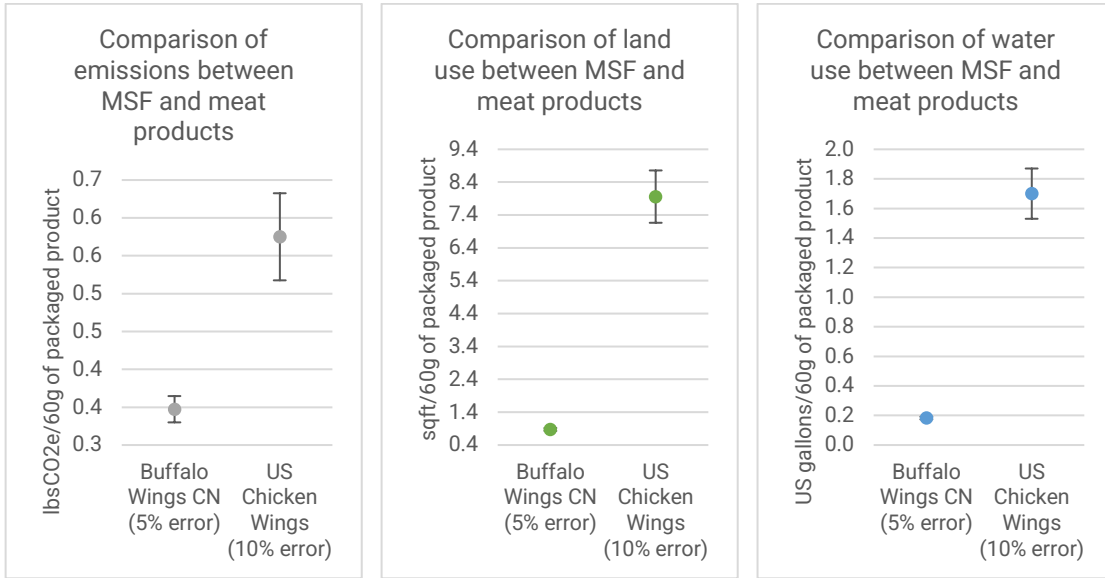 Comparison of
emissions between
MSF and meat
products
lbsCO2e/60g of packaged product
0.7
0.6
0.6
0.5
0.5
0.4
0.4
0.3
Buffalo
Wings CN
(5% error)
US
Chicken
Wings
(10% error)
Comparison of land
use between MSF and
meat products
sqft/60g of packaged product
9.4
8.4
7.4
6.4
5.4
4.4
3.4
2.4
1.4
0.4
Buffalo
Wings CN
(5% error)
US
Chicken
Wings
(10% error)
Comparison of water
use between MSF and
meat products
US gallons/60g of packaged product
2.0
1.8
1.6
1.4
1.2
1.0
0.8
0.6
0.4
0.2
0.0
Buffalo
Wings CN
(5% error)
US
Chicken
Wings
(10% error)